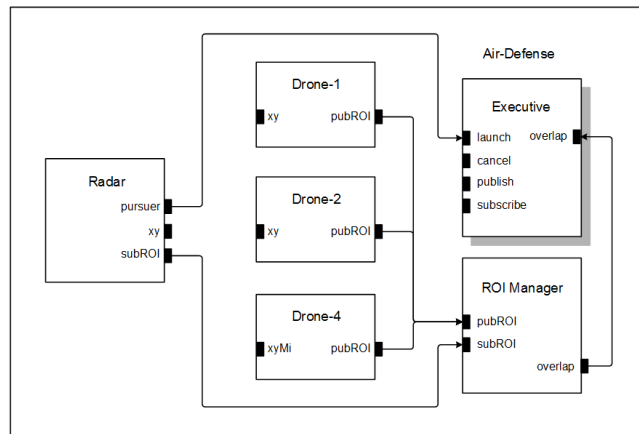 Air-Defense
Radar
pursuer
xy
subROI
Drone-1
xy
pubROI
Drone-2
xy
pubROI
Drone-4
xyMi
pubROI
Executive
launch
overlap
cancel
publish
subscribe
ROI Manager
pubROI
subROI
overlap